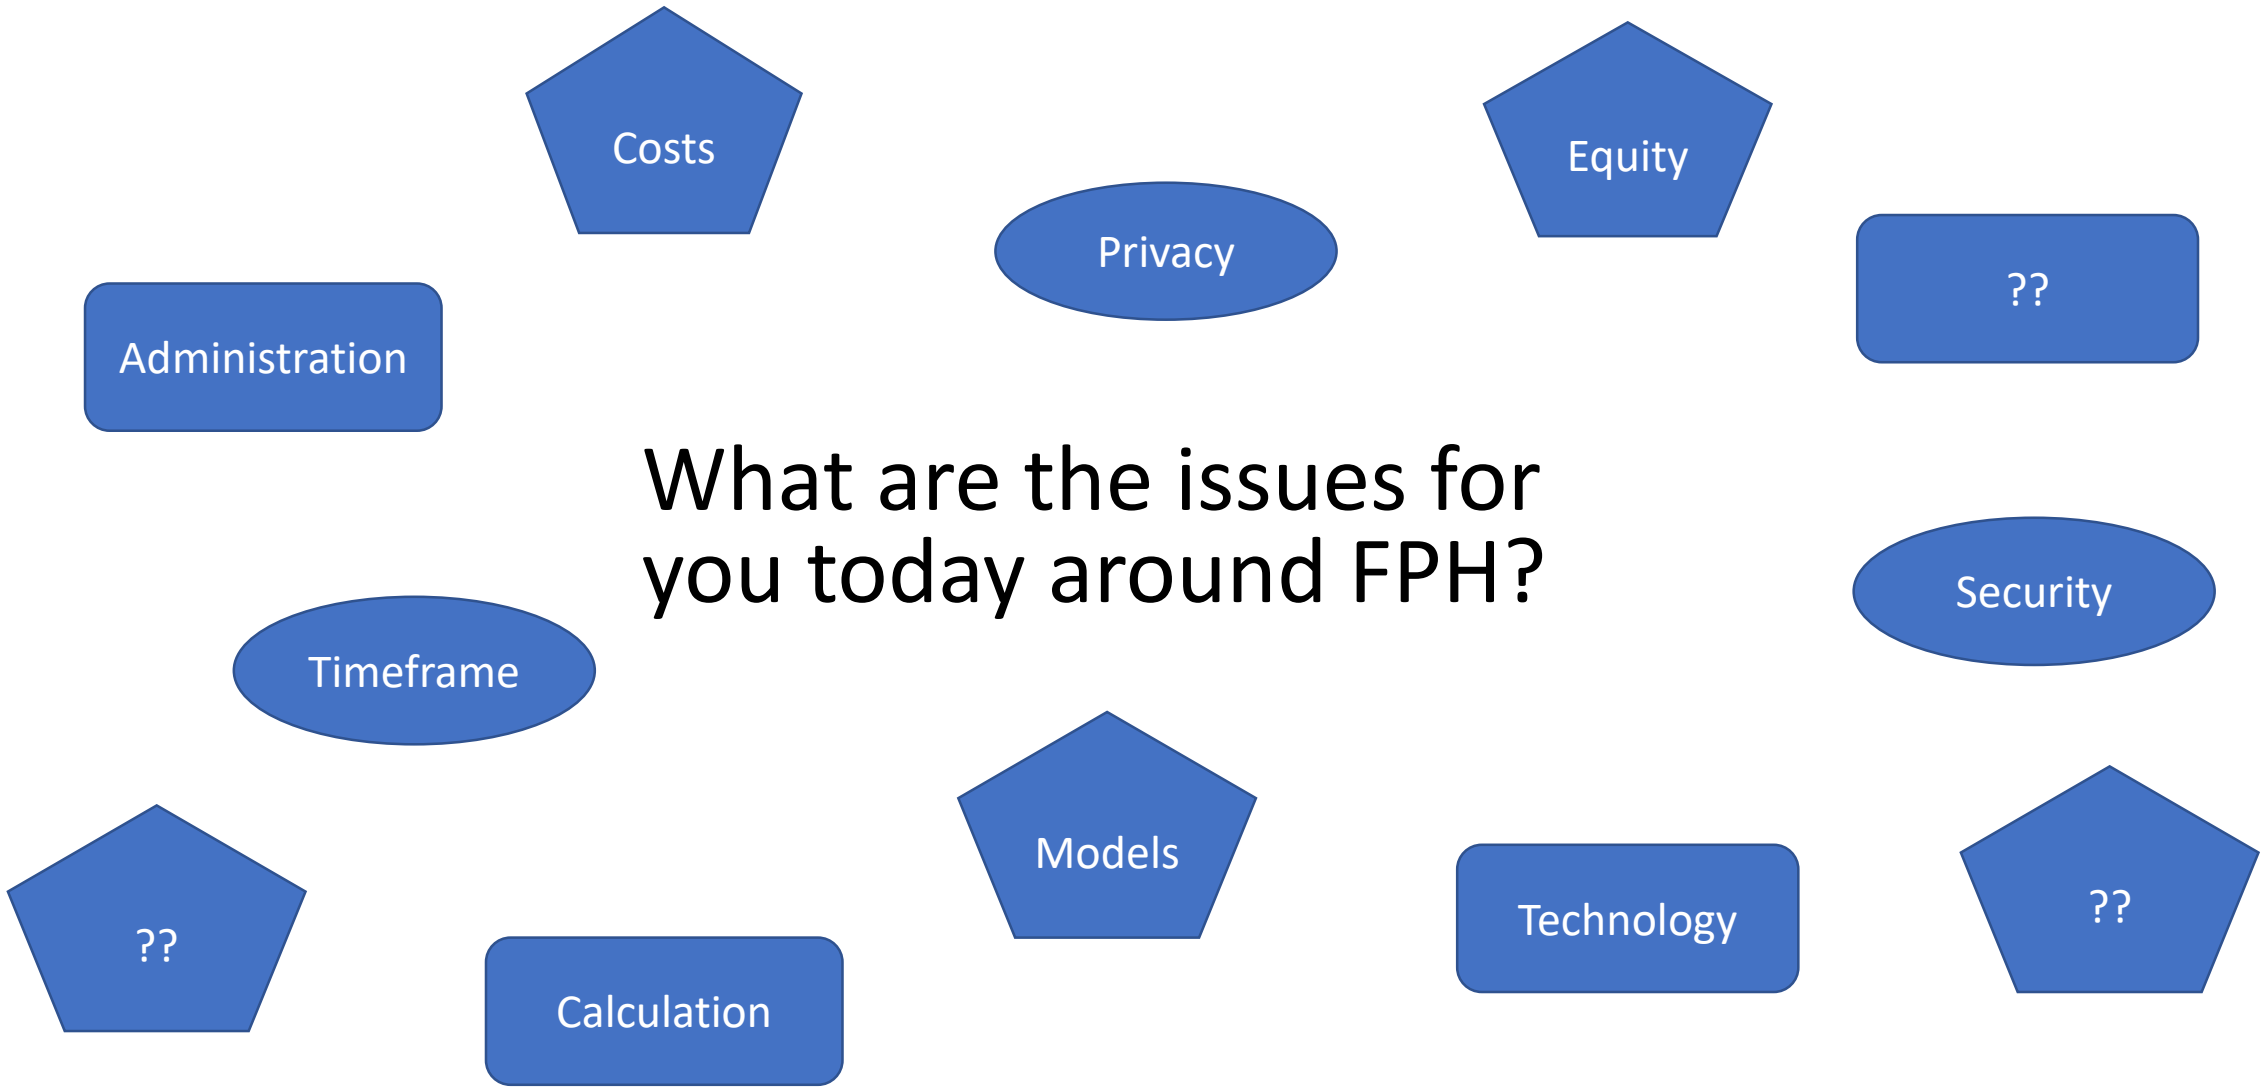 Costs
Equity
Privacy
??
Administration
What are the issues for
you today around FPH?
Security
Timeframe
Models
??
Technology
??
Calculation